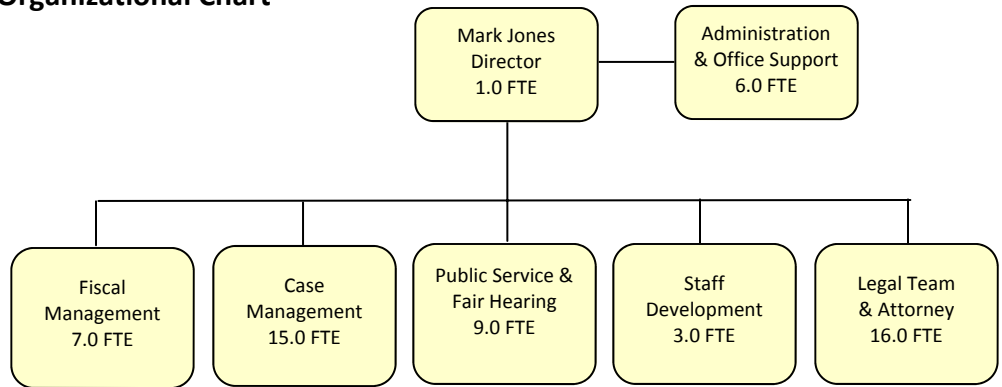 Organizational Chart
Mark Jones
Director
1.0 FTE
Administration
& Office Support
6.0 FTE
Fiscal
Management
7.0 FTE
Case
Management
15.0 FTE
Public Service &
Fair Hearing
9.0 FTE
Staff
Development
3.0 FTE
Legal Team
& Attorney
16.0 FTE